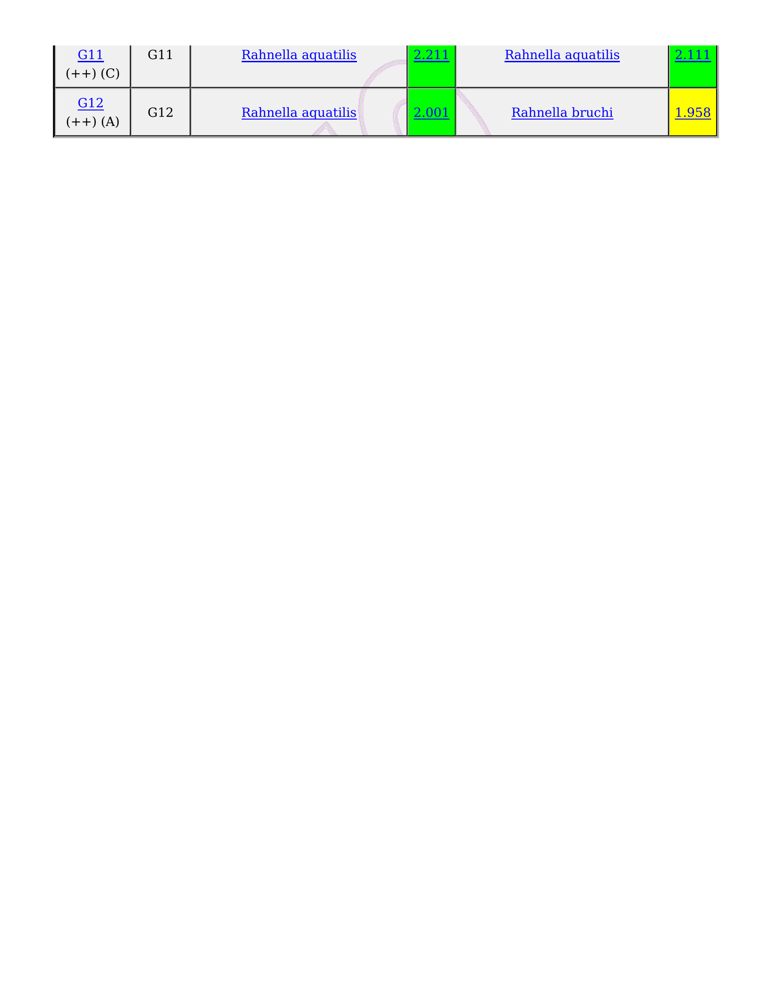 G11 G11 Rahnella aquatilis 2.211 Rahnella aquatilis 2.111
(++) (C)
G12
G12 Rahnella aquatilis 2.001 Rahnella bruchi 1.958
(++) (A)